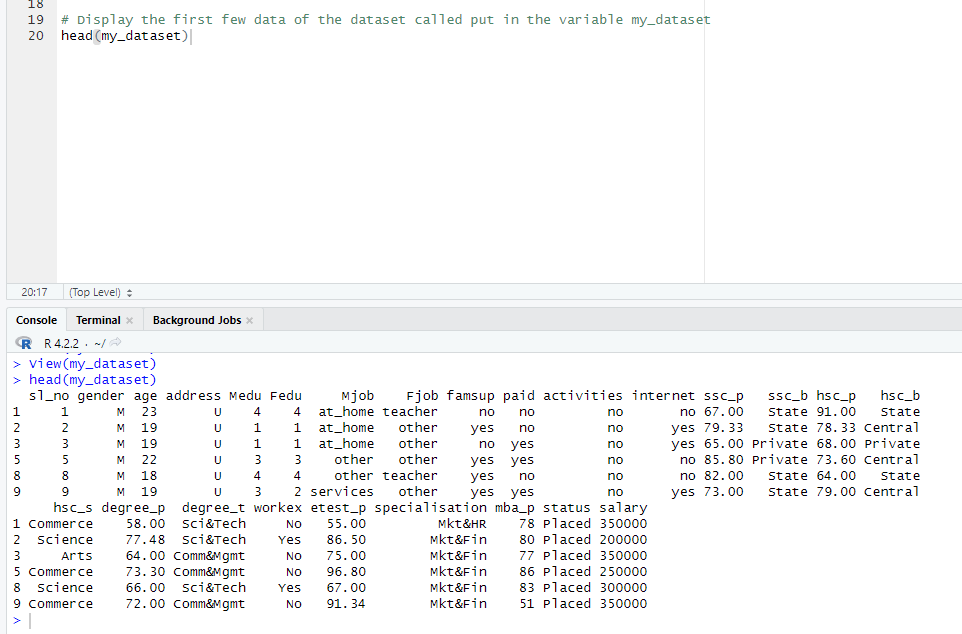 18
19 # Display the first few data of the dataset called put in the variable my_dataset
20 head(my_dataset)
20:17 (Top Level)
Console Terminal Background Jobs
R R 4.2.2 · ~/
> View(my_dataset)
> head(my_dataset)
sl_no gender age address Medu Fedu Mjob Fjob famsup paid activities internet ssc_p ssc_b hsc_p hsc_b
1 1 M 23 U 4 4 at_home teacher no no no no 67.00 State 91.00 State
2 2 M 19 U 1 1 at_home other yes no no yes 79.33 State 78.33 Central
3 3 M 19 U 1 1 at_home other no yes no yes 65.00 Private 68.00 Private
5 5 M 22 U 3 3 other other yes yes no no 85.80 Private 73.60 Central
8 8 M 18 U 4 4 other teacher yes no no no 82.00 State 64.00 State
9 9 M 19 U 3 2 services other yes yes no yes 73.00 State 79.00 Central
hsc_s degree_p degree_t workex etest_p specialisation mba_p status salary
1 Commerce 58.00 Sci&Tech No 55.00 Mkt&HR 78 Placed 350000
2 Science 77.48 Sci&Tech Yes 86.50 Mkt&Fin 80 Placed 200000
3 Arts 64.00 Comm&Mgmt No 75.00 Mkt&Fin 77 Placed 350000
5 Commerce 73.30 Comm&Mgmt No 96.80 Mkt&Fin 86 Placed 250000
8 Science 66.00 Sci&Tech Yes 67.00 Mkt&Fin 83 Placed 300000
9 Commerce 72.00 Comm&Mgmt No 91.34 Mkt&Fin 51 Placed 350000
>